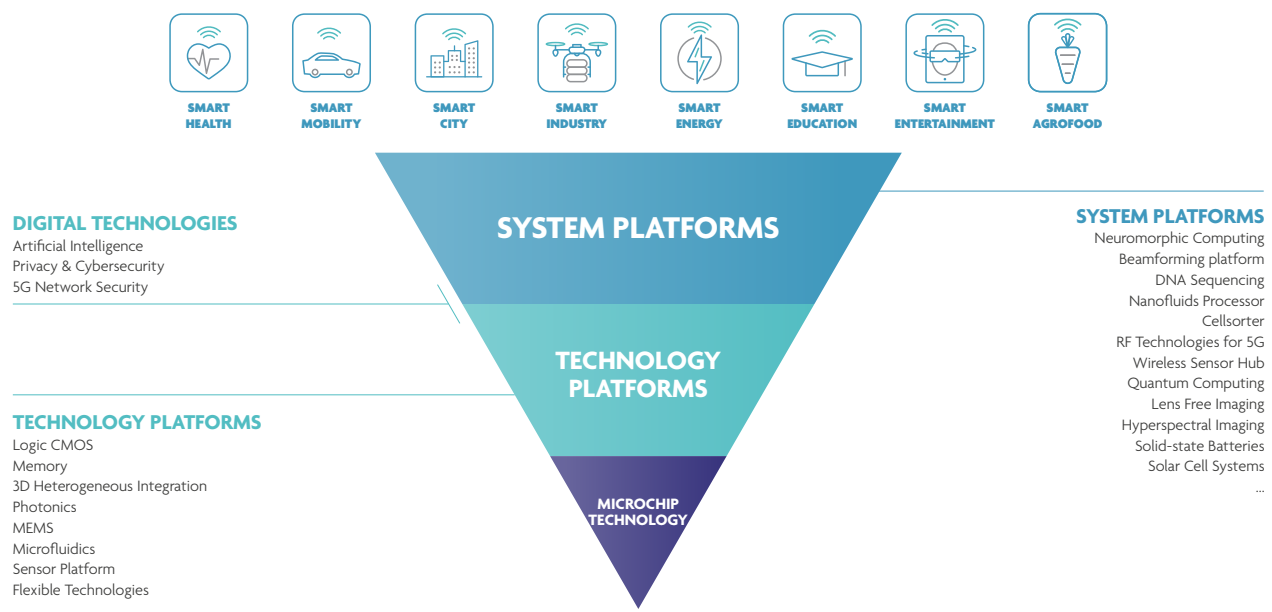 SMART
HEALTH
SMART
MOBILITY
SMART
CITY
SMART
INDUSTRY
SMART
ENERGY
SMART
EDUCATION
SMART
ENTERTAINMENT
SMART
AGROFOOD
SYSTEM PLATFORMS
TECHNOLOGY
PLATFORMS
MICROCHIP
TECHNOLOGY
DIGITAL TECHNOLOGIES
Artificial Intelligence
Privacy & Cybersecurity
5G Network Security
TECHNOLOGY PLATFORMS
Logic CMOS
Memory
3D Heterogeneous Integration
Photonics
MEMS
Microfluidics
Sensor Platform
Flexible Technologies
SYSTEM PLATFORMS
Neuromorphic Computing
Beamforming platform
DNA Sequencing
Nanofluids Processor
Cellsorter
RF Technologies for 5G
Wireless Sensor Hub
Quantum Computing
Lens Free Imaging
Hyperspectral Imaging
Solid-state Batteries
Solar Cell Systems
...